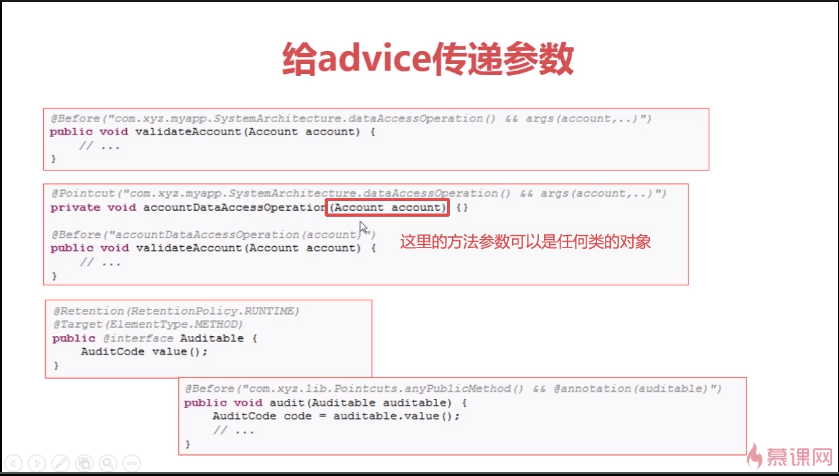 给advice传递参数
@Before("com.xyz.myapp.SystemArchitecture.dataAccessOperation() && args(account,..)")
public void validateAccount(Account account) {
// ...
}
@Pointcut("com.xyz.myapp.SystemArchitecture.dataAccessOperation() && args(account,..)")
private void accountDataAccessOperation(Account account) {}
@Before("accountDataAccessOperation(account)")
public void validateAccount(Account account) {
// ...
}
这里的方法参数可以是任何类的对象
@Retention(RetentionPolicy.RUNTIME)
@Target(ElementType.METHOD)
public @interface Auditable {
AuditCode value();
}
@Before("com.xyz.lib.Pointcuts.anyPublicMethod() && @annotation(auditable)")
public void audit(Auditable auditable) {
AuditCode code = auditable.value();
// ...
}
慕课网